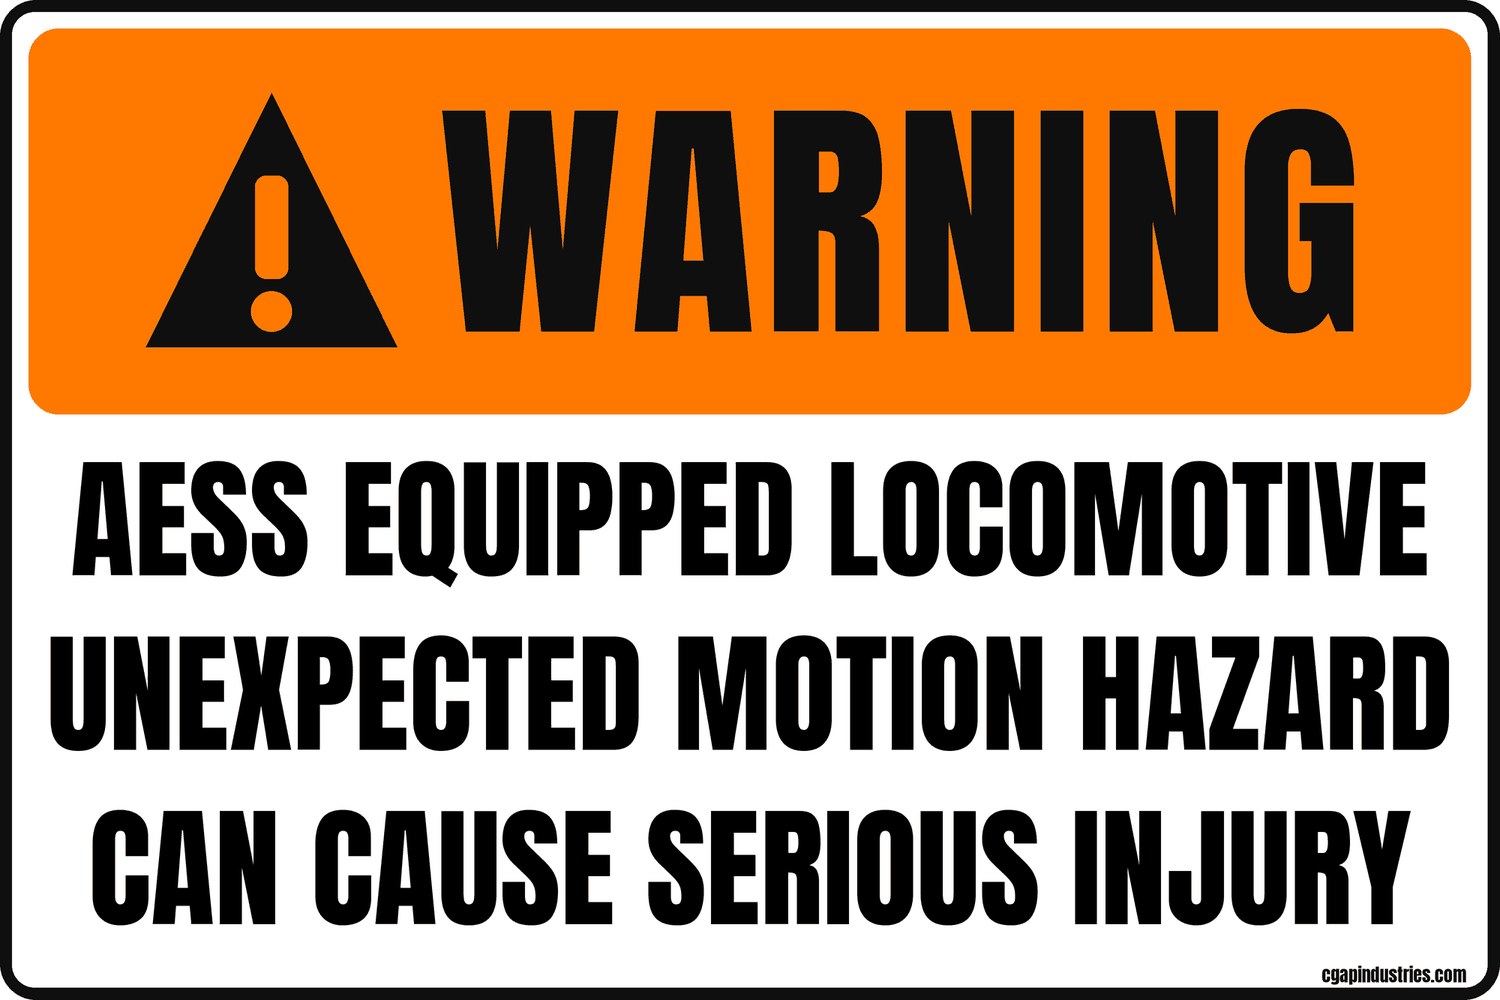 WARNING
AESS EQUIPPED LOCOMOTIVE
UNEXPECTED MOTION HAZARD
CAN CAUSE SERIOUS INJURY
cgapindustries.com